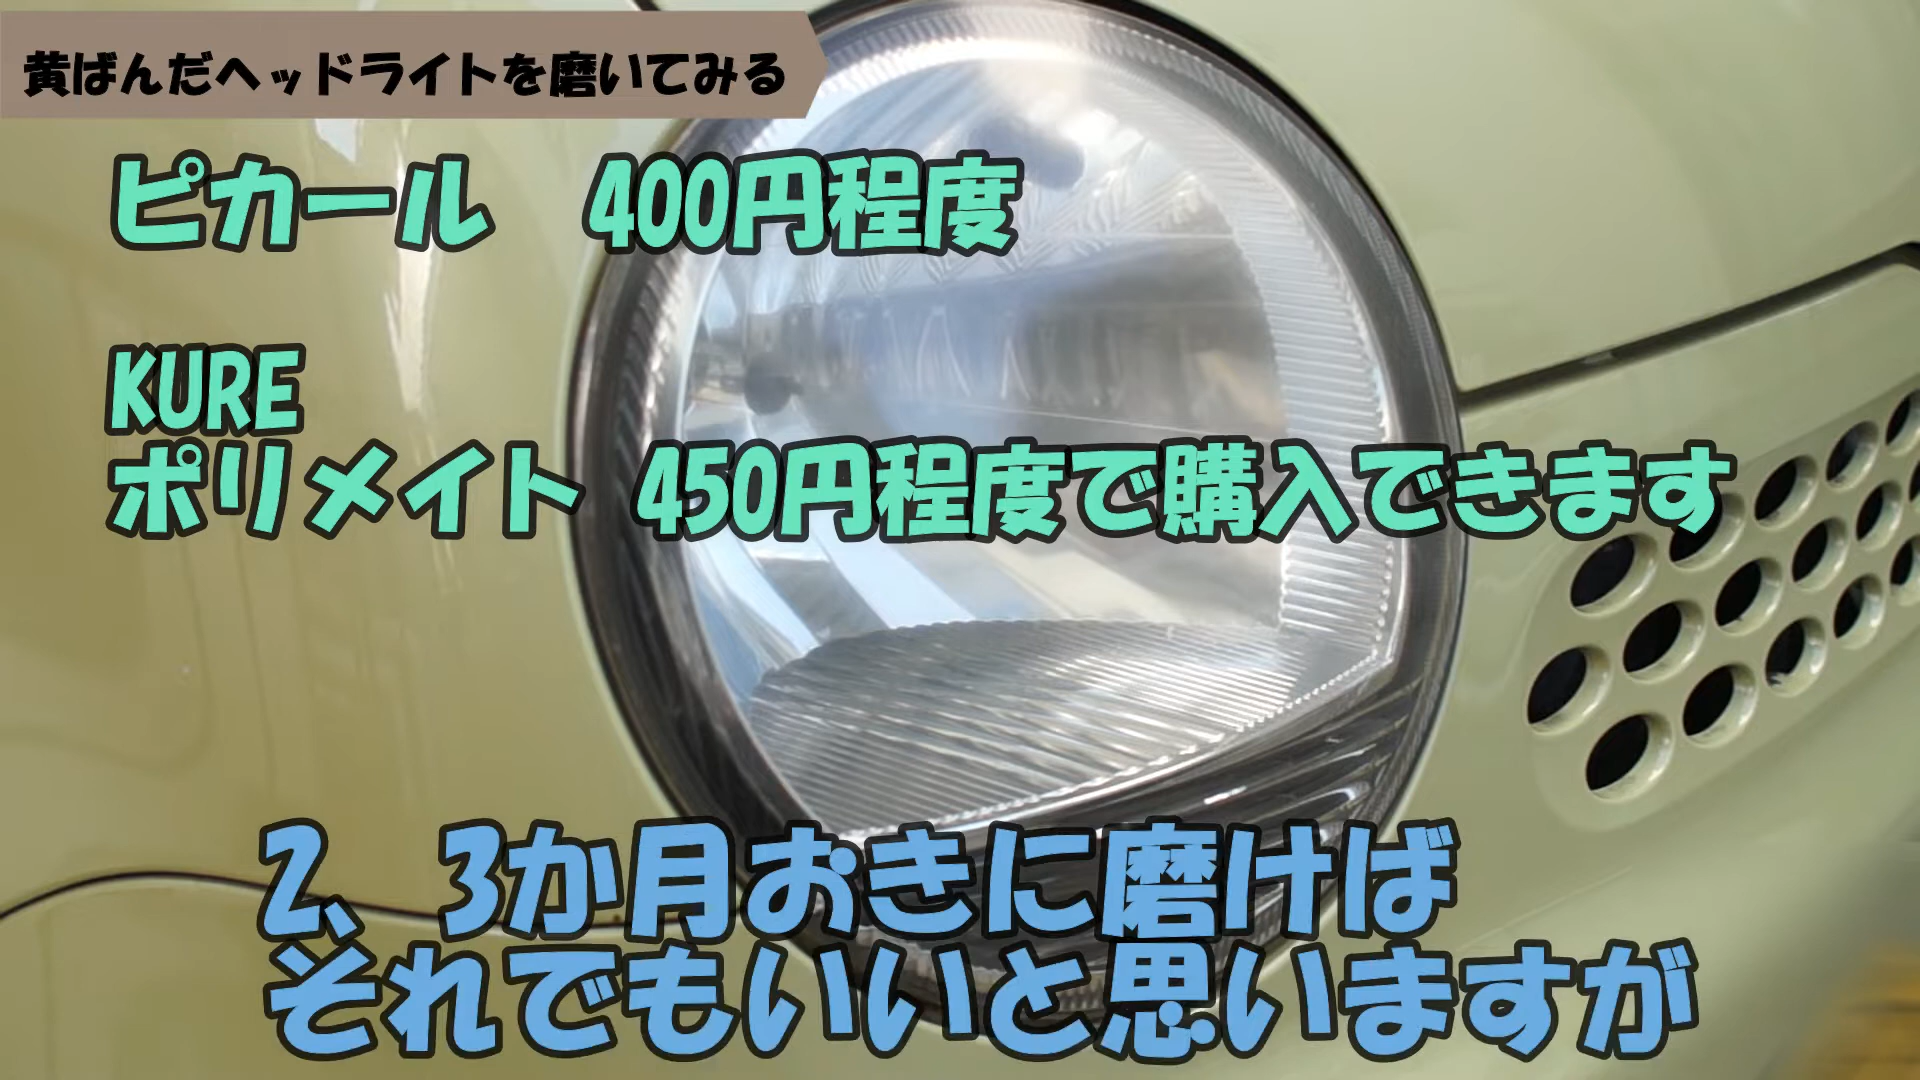 黄ばんだヘッドライトを磨いてみる
ピカール　400円程度
KURE
ポリメイト 450円程度で購入できます
2、3か月おきに磨けば
それでもいいと思いますが